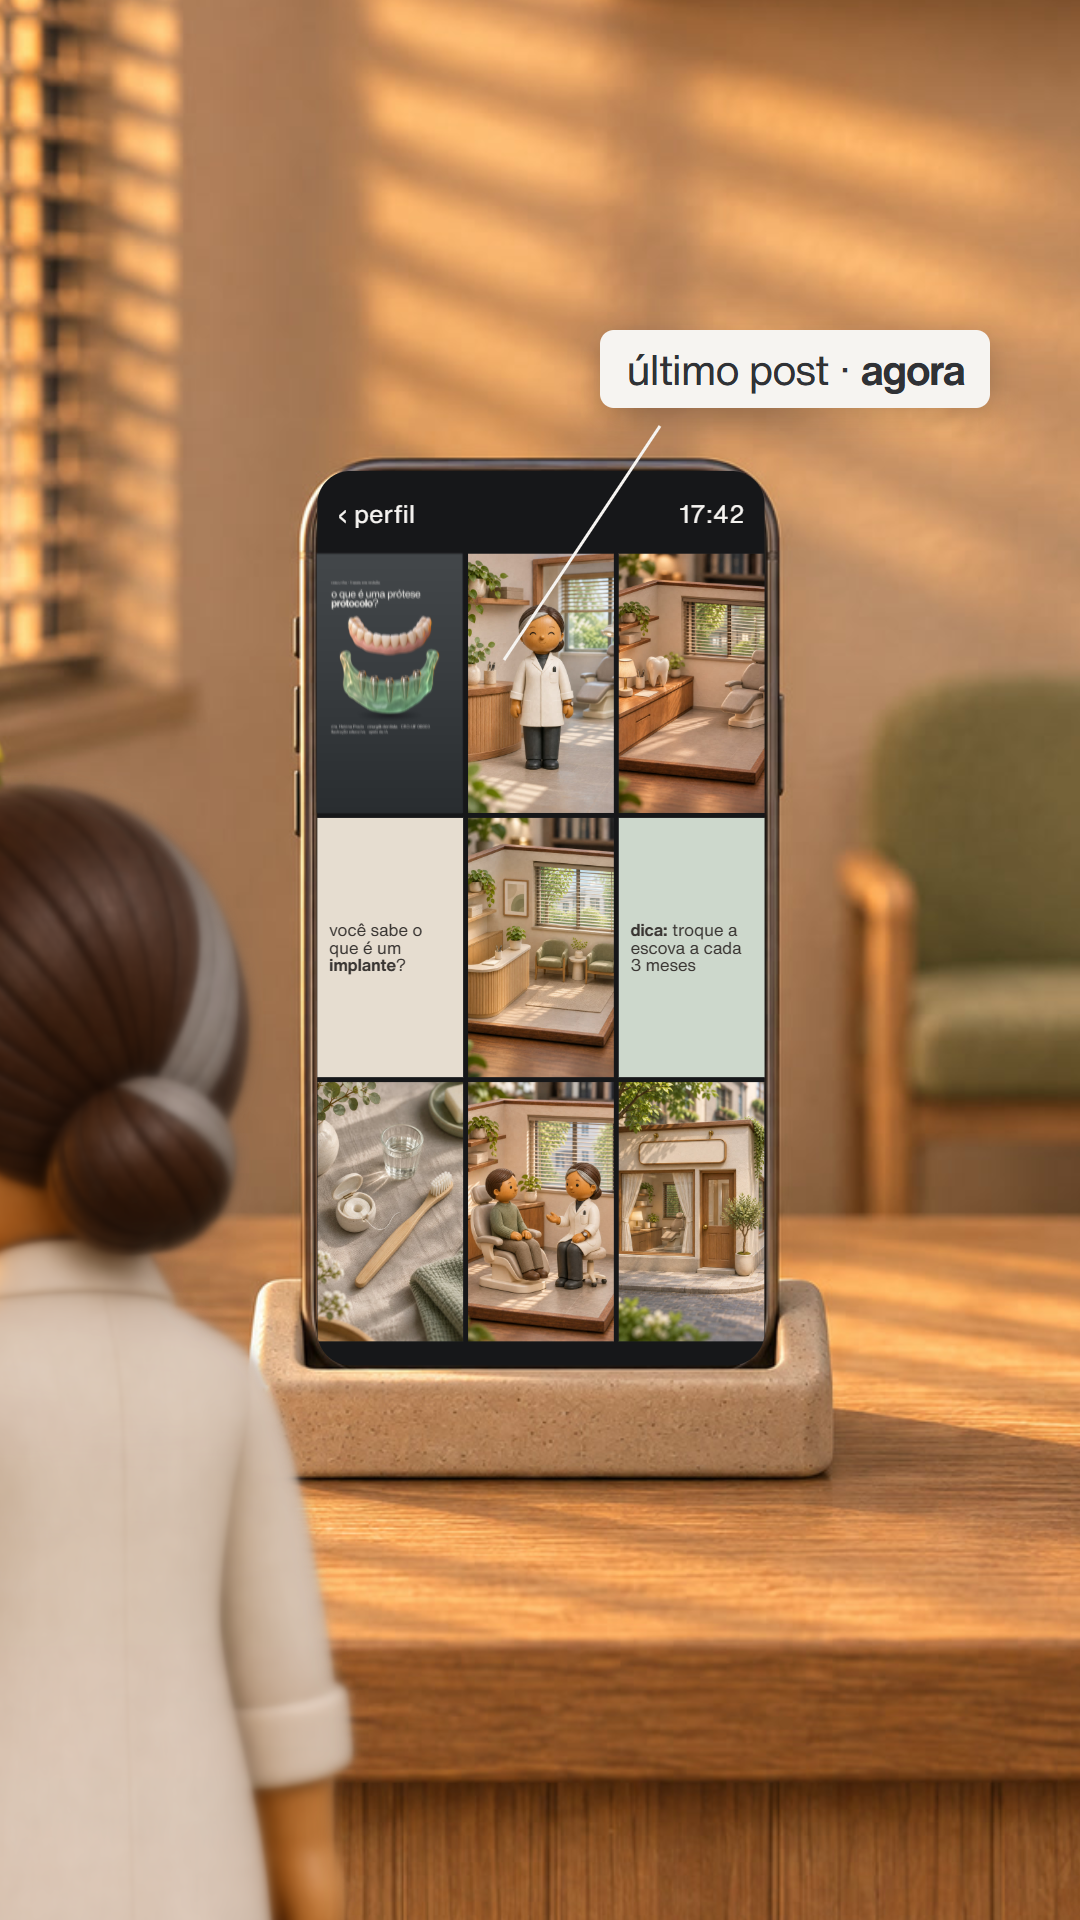 último post · agora
‹ perfil
17:42
o que é uma prótese
protocolo?
você sabe o
que é um
implante?
dica: troque a
escova a cada
3 meses